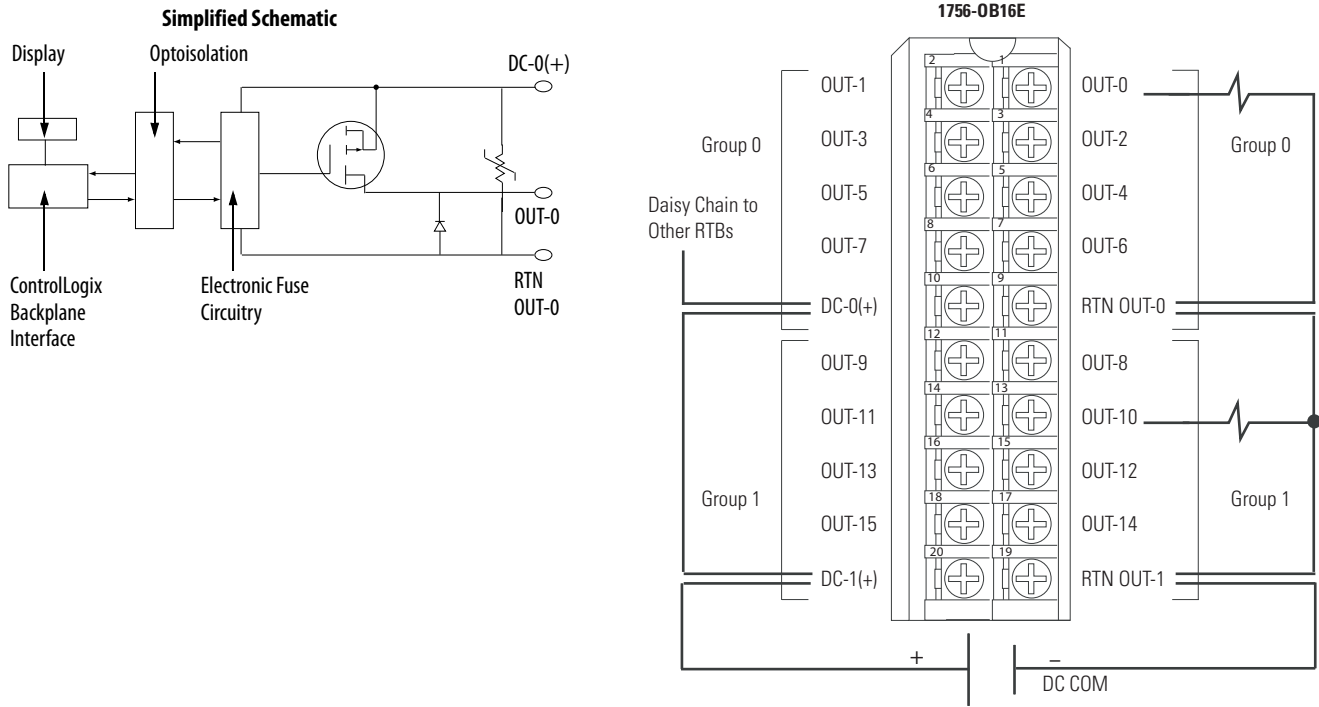 Simplified Schematic
Display
Optoisolation
DC-0(+)
OUT-0
RTN
OUT-0
ControlLogix
Backplane
Interface
Electronic Fuse
Circuitry
1756-OB16E
2 1
OUT-1
OUT-0
4 3
Group 0
OUT-3
OUT-2
Group 0
6 5
OUT-5
OUT-4
Daisy Chain to
Other RTBs
8 7
OUT-7
OUT-6
10 9
DC-0(+)
RTN OUT-0
12 11
OUT-9
OUT-8
14 13
OUT-11
OUT-10
16 15
OUT-13
OUT-12
18 17
Group 1
OUT-15
OUT-14
Group 1
20 19
DC-1(+)
RTN OUT-1
+
–
DC COM